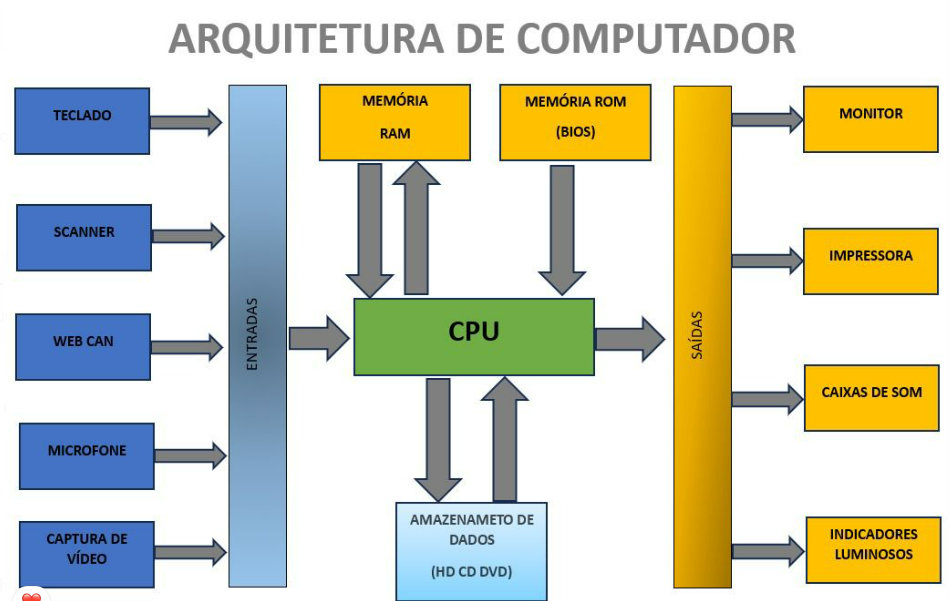 ARQUITETURA DE COMPUTADOR
TECLADO
SCANNER
WEB CAN
MICROFONE
CAPTURA DE
VÍDEO
ENTRADAS
MEMÓRIA
RAM
MEMÓRIA ROM
(BIOS)
CPU
AMAZENAMETO DE
DADOS
(HD CD DVD)
SAÍDAS
MONITOR
IMPRESSORA
CAIXAS DE SOM
INDICADORES
LUMINOSOS